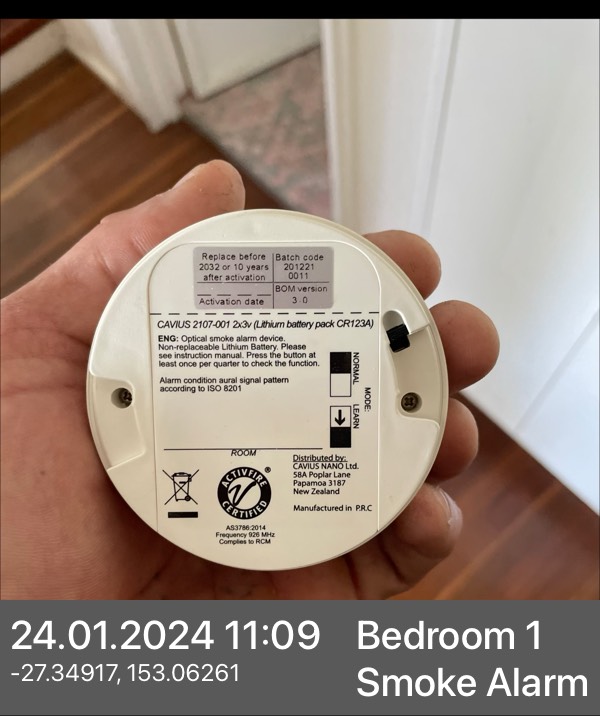 Replace before
2032 or 10 years
after activation
Activation date
Batch code
201221
0011
BOM version
3.0
CAVIUS 2107-001 2x3v (Lithium battery pack CR123A)
ENG: Optical smoke alarm device.
Non-replaceable Lithium Battery. Please
see instruction manual. Press the button at
least once per quarter to check the function.
Alarm condition aural signal pattern
according to ISO 8201
NORMAL
MODE:
LEARN
ROOM
ACTIVFIRE
®
CERTIFIED
AS3786:2014
Frequency 926 MHz
Complies to RCM
Distributed by:
CAVIUS NANO Ltd.
58A Poplar Lane
Papamoa 3187
New Zealand
Manufactured in P.R.C
24.01.2024 11:09
-27.34917, 153.06261
Bedroom 1
Smoke Alarm